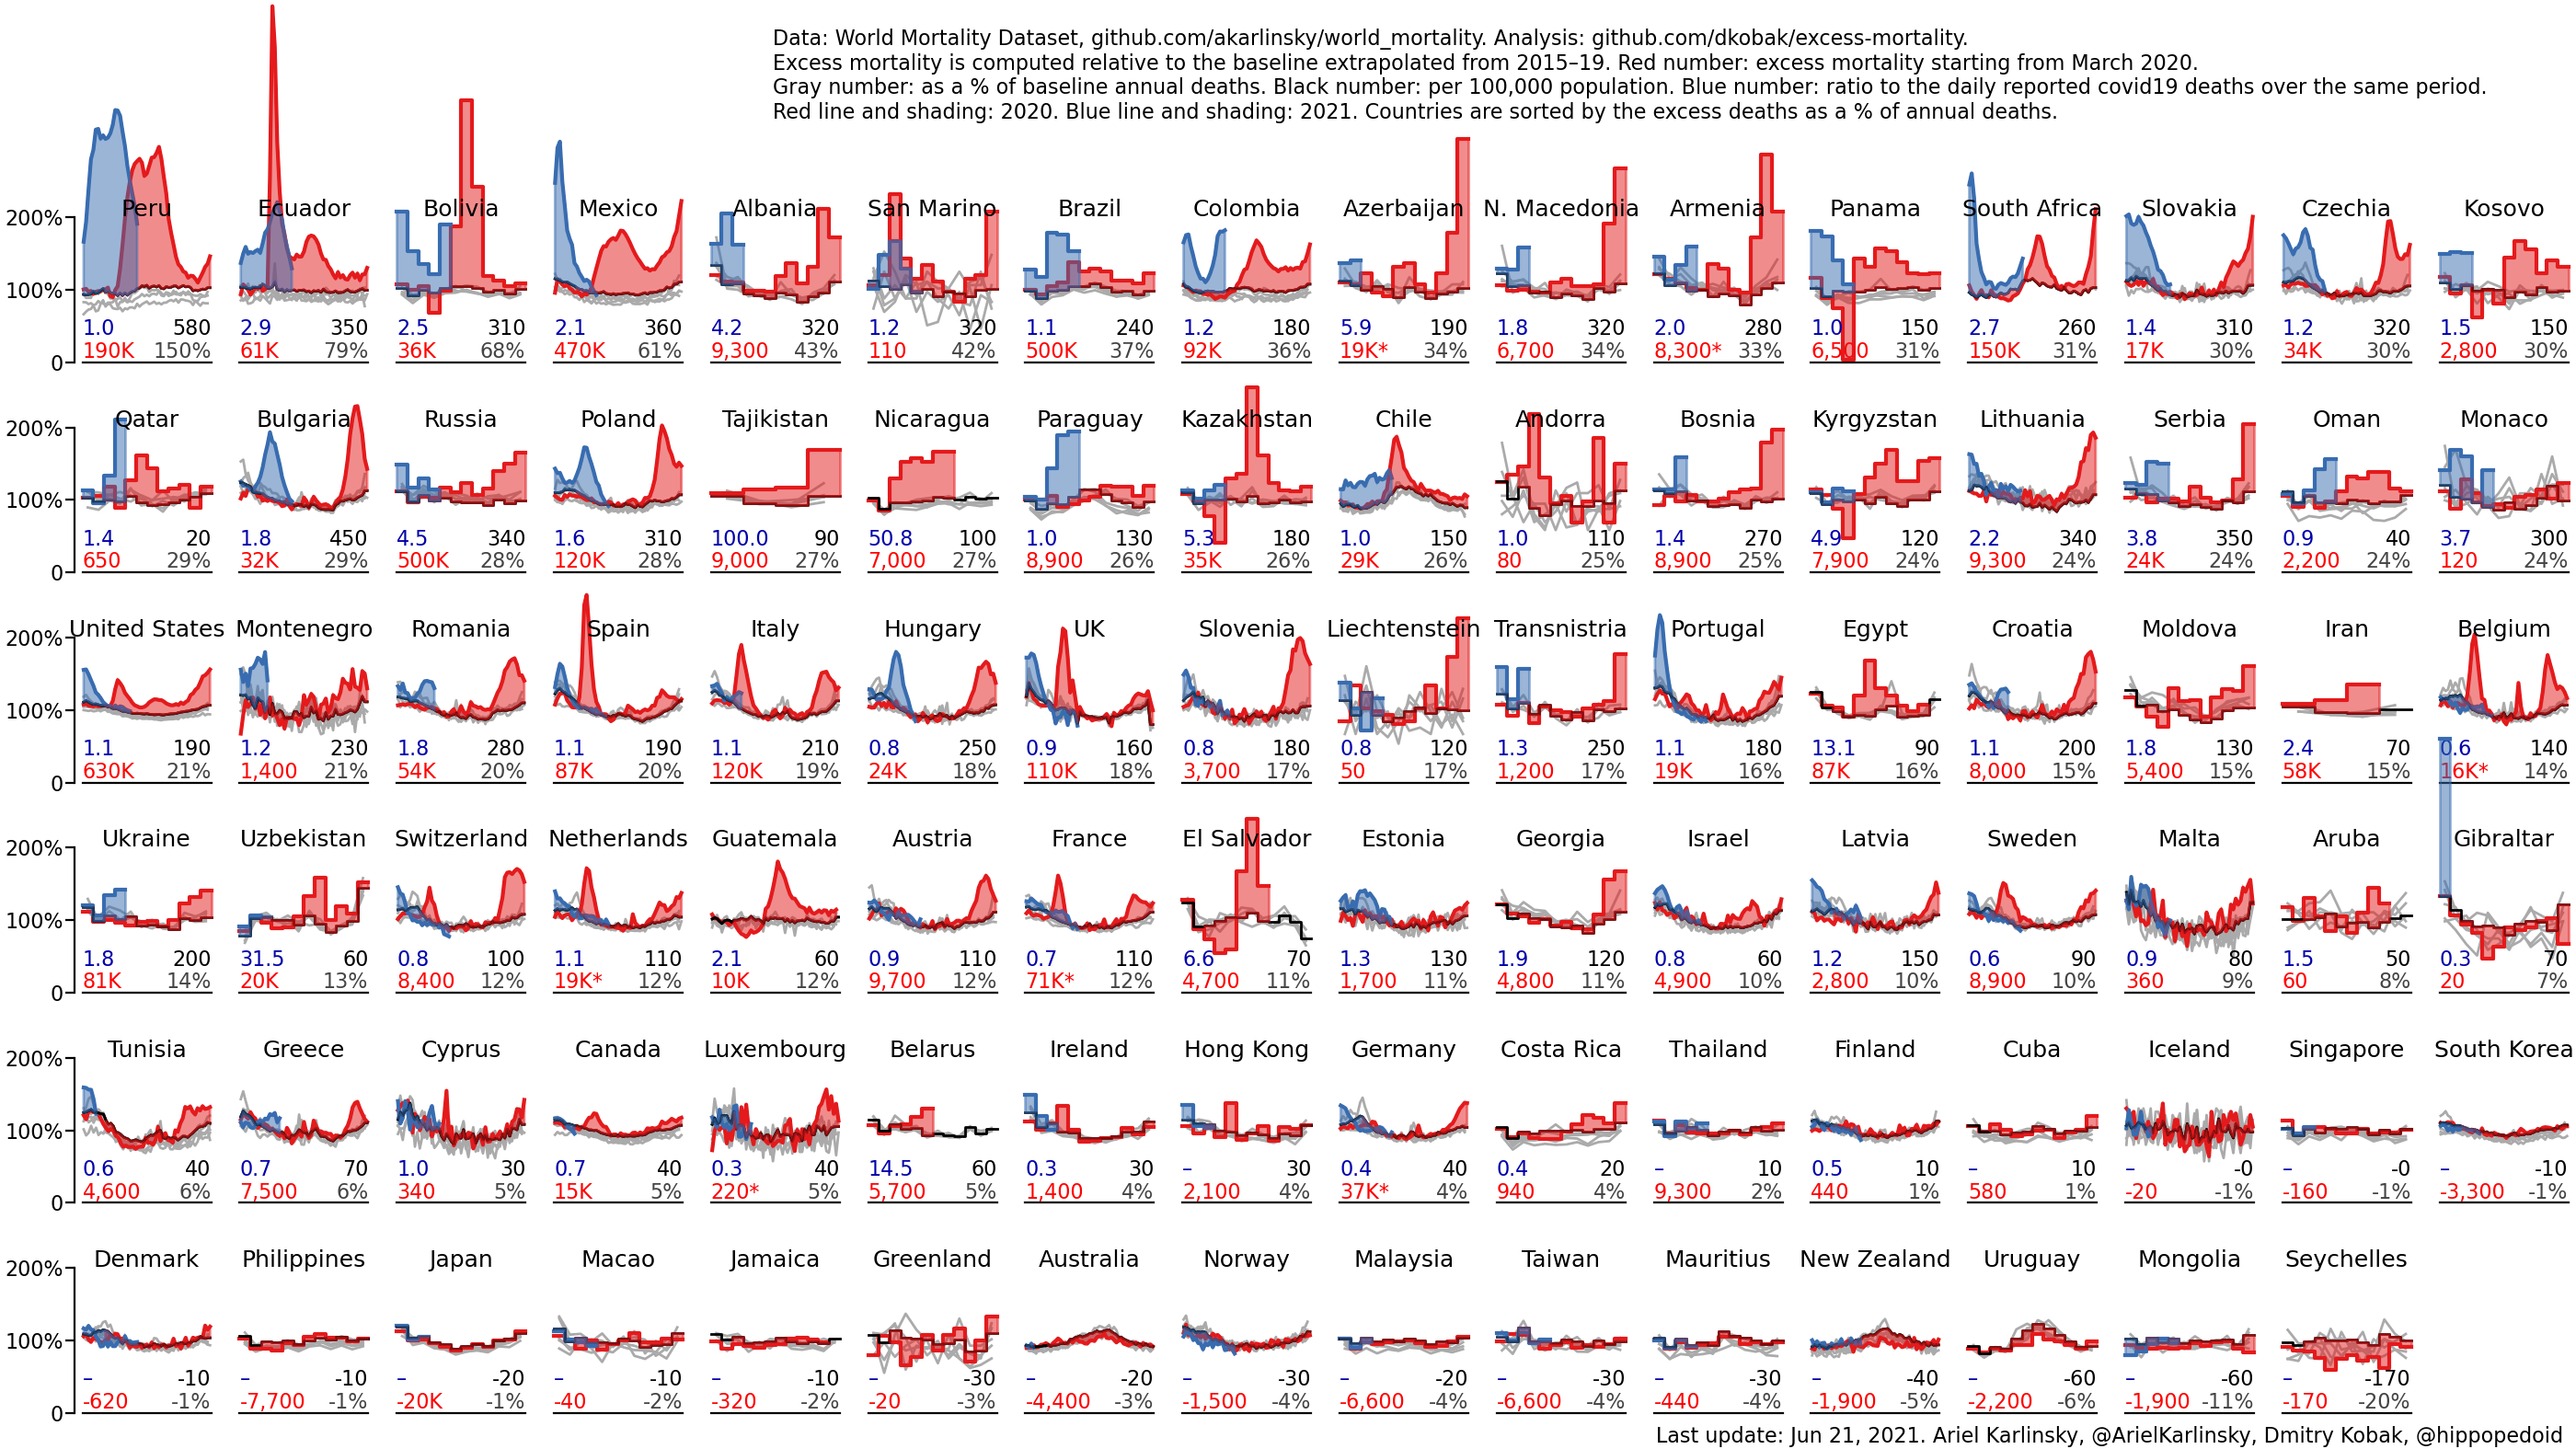 Data: World Mortality Dataset, github.com/akarlinsky/world_mortality. Analysis: github.com/dkobak/excess-mortality.
Excess mortality is computed relative to the baseline extrapolated from 2015–19. Red number: excess mortality starting from March 2020.
Gray number: as a % of baseline annual deaths. Black number: per 100,000 population. Blue number: ratio to the daily reported covid19 deaths over the same period.
Red line and shading: 2020. Blue line and shading: 2021. Countries are sorted by the excess deaths as a % of annual deaths.
Peru Ecuador Bolivia Mexico Albania San Marino Brazil Colombia Azerbaijan N. Macedonia Armenia Panama South Africa Slovakia Czechia Kosovo
200%
100%
1.0 580 2.9 350 2.5 310 2.1 360 4.2 320 1.2 320 1.1 240 1.2 180 5.9 190 1.8 320 2.0 280 1.0 150 2.7 260 1.4 310 1.2 320 1.5 150
0 190K 150% 61K 79% 36K 68% 470K 61% 9,300 43% 110 42% 500K 37% 92K 36% 19K* 34% 6,700 34% 8,300* 33% 6,500 31% 150K 31% 17K 30% 34K 30% 2,800 30%
Qatar Bulgaria Russia Poland Tajikistan Nicaragua Paraguay Kazakhstan Chile Andorra Bosnia Kyrgyzstan Lithuania Serbia Oman Monaco
200%
100%
1.4 20 1.8 450 4.5 340 1.6 310 100.0 90 50.8 100 1.0 130 5.3 180 1.0 150 1.0 110 1.4 270 4.9 120 2.2 340 3.8 350 0.9 40 3.7 300
0 650 29% 32K 29% 500K 28% 120K 28% 9,000 27% 7,000 27% 8,900 26% 35K 26% 29K 26% 80 25% 8,900 25% 7,900 24% 9,300 24% 24K 24% 2,200 24% 120 24%
United States Montenegro Romania Spain Italy Hungary UK Slovenia Liechtenstein Transnistria Portugal Egypt Croatia Moldova Iran Belgium
200%
100%
1.1 190 1.2 230 1.8 280 1.1 190 1.1 210 0.8 250 0.9 160 0.8 180 0.8 120 1.3 250 1.1 180 13.1 90 1.1 200 1.8 130 2.4 70 0.6 140
0 630K 21% 1,400 21% 54K 20% 87K 20% 120K 19% 24K 18% 110K 18% 3,700 17% 50 17% 1,200 17% 19K 16% 87K 16% 8,000 15% 5,400 15% 58K 15% 16K* 14%
Ukraine Uzbekistan Switzerland Netherlands Guatemala Austria France El Salvador Estonia Georgia Israel Latvia Sweden Malta Aruba Gibraltar
200%
100%
1.8 200 31.5 60 0.8 100 1.1 110 2.1 60 0.9 110 0.7 110 6.6 70 1.3 130 1.9 120 0.8 60 1.2 150 0.6 90 0.9 80 1.5 50 0.3 70
0 81K 14% 20K 13% 8,400 12% 19K* 12% 10K 12% 9,700 12% 71K* 12% 4,700 11% 1,700 11% 4,800 11% 4,900 10% 2,800 10% 8,900 10% 360 9% 60 8% 20 7%
Tunisia Greece Cyprus Canada Luxembourg Belarus Ireland Hong Kong Germany Costa Rica Thailand Finland Cuba Iceland Singapore South Korea
200%
100%
0.6 40 0.7 70 1.0 30 0.7 40 0.3 40 14.5 60 0.3 30 – 30 0.4 40 0.4 20 – 10 0.5 10 – 10 – -0 – -0 – -10
0 4,600 6% 7,500 6% 340 5% 15K 5% 220* 5% 5,700 5% 1,400 4% 2,100 4% 37K* 4% 940 4% 9,300 2% 440 1% 580 1% -20 -1% -160 -1% -3,300 -1%
Denmark Philippines Japan Macao Jamaica Greenland Australia Norway Malaysia Taiwan Mauritius New Zealand Uruguay Mongolia Seychelles
200%
100%
– -10 – -10 – -20 – -10 – -10 – -30 – -20 – -30 – -20 – -30 – -30 – -40 – -60 – -60 – -170
0 -620 -1% -7,700 -1% -20K -1% -40 -2% -320 -2% -20 -3% -4,400 -3% -1,500 -4% -6,600 -4% -6,600 -4% -440 -4% -1,900 -5% -2,200 -6% -1,900 -11% -170 -20%
Last update: Jun 21, 2021. Ariel Karlinsky, @ArielKarlinsky, Dmitry Kobak, @hippopedoid